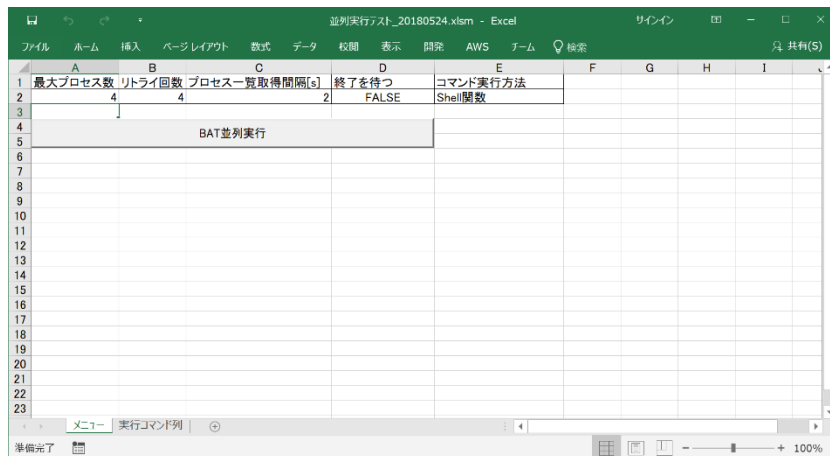 並列実行テスト_20180524.xlsm - Excel
サインイン
ファイル ホーム 挿入 ページ レイアウト 数式 データ 校閲 表示 開発 AWS チーム 検索 共有(S)
A B C D E F G H I
1 最大プロセス数 リトライ回数 プロセス一覧取得間隔[s] 終了を待つ コマンド実行方法
2 4 4 2 FALSE Shell関数
3
4
BAT並列実行
5
6
7
8
9
10
11
12
13
14
15
16
17
18
19
20
21
22
23
メニュー 実行コマンド列
準備完了 100%